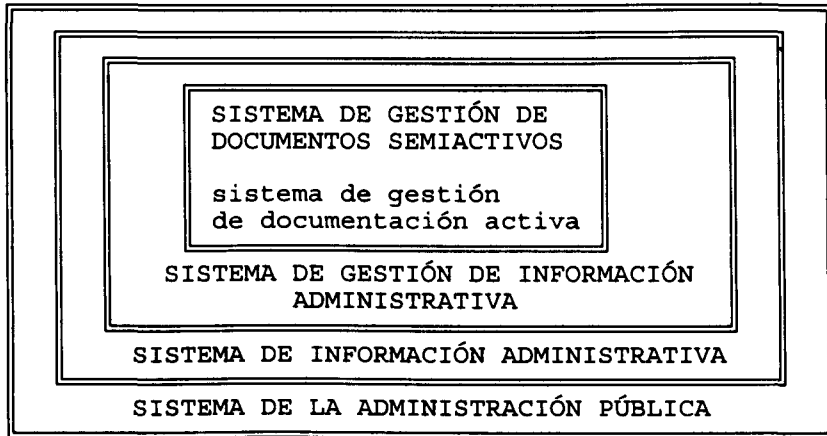 SISTEMA DE GESTIÓN DE
DOCUMENTOS SEMIACTIVOS
sistema de gestión
de documentación activa
SISTEMA DE GESTIÓN DE INFORMACIÓN
ADMINISTRATIVA
SISTEMA DE INFORMACIÓN ADMINISTRATIVA
SISTEMA DE LA ADMINISTRACIÓN PÚBLICA